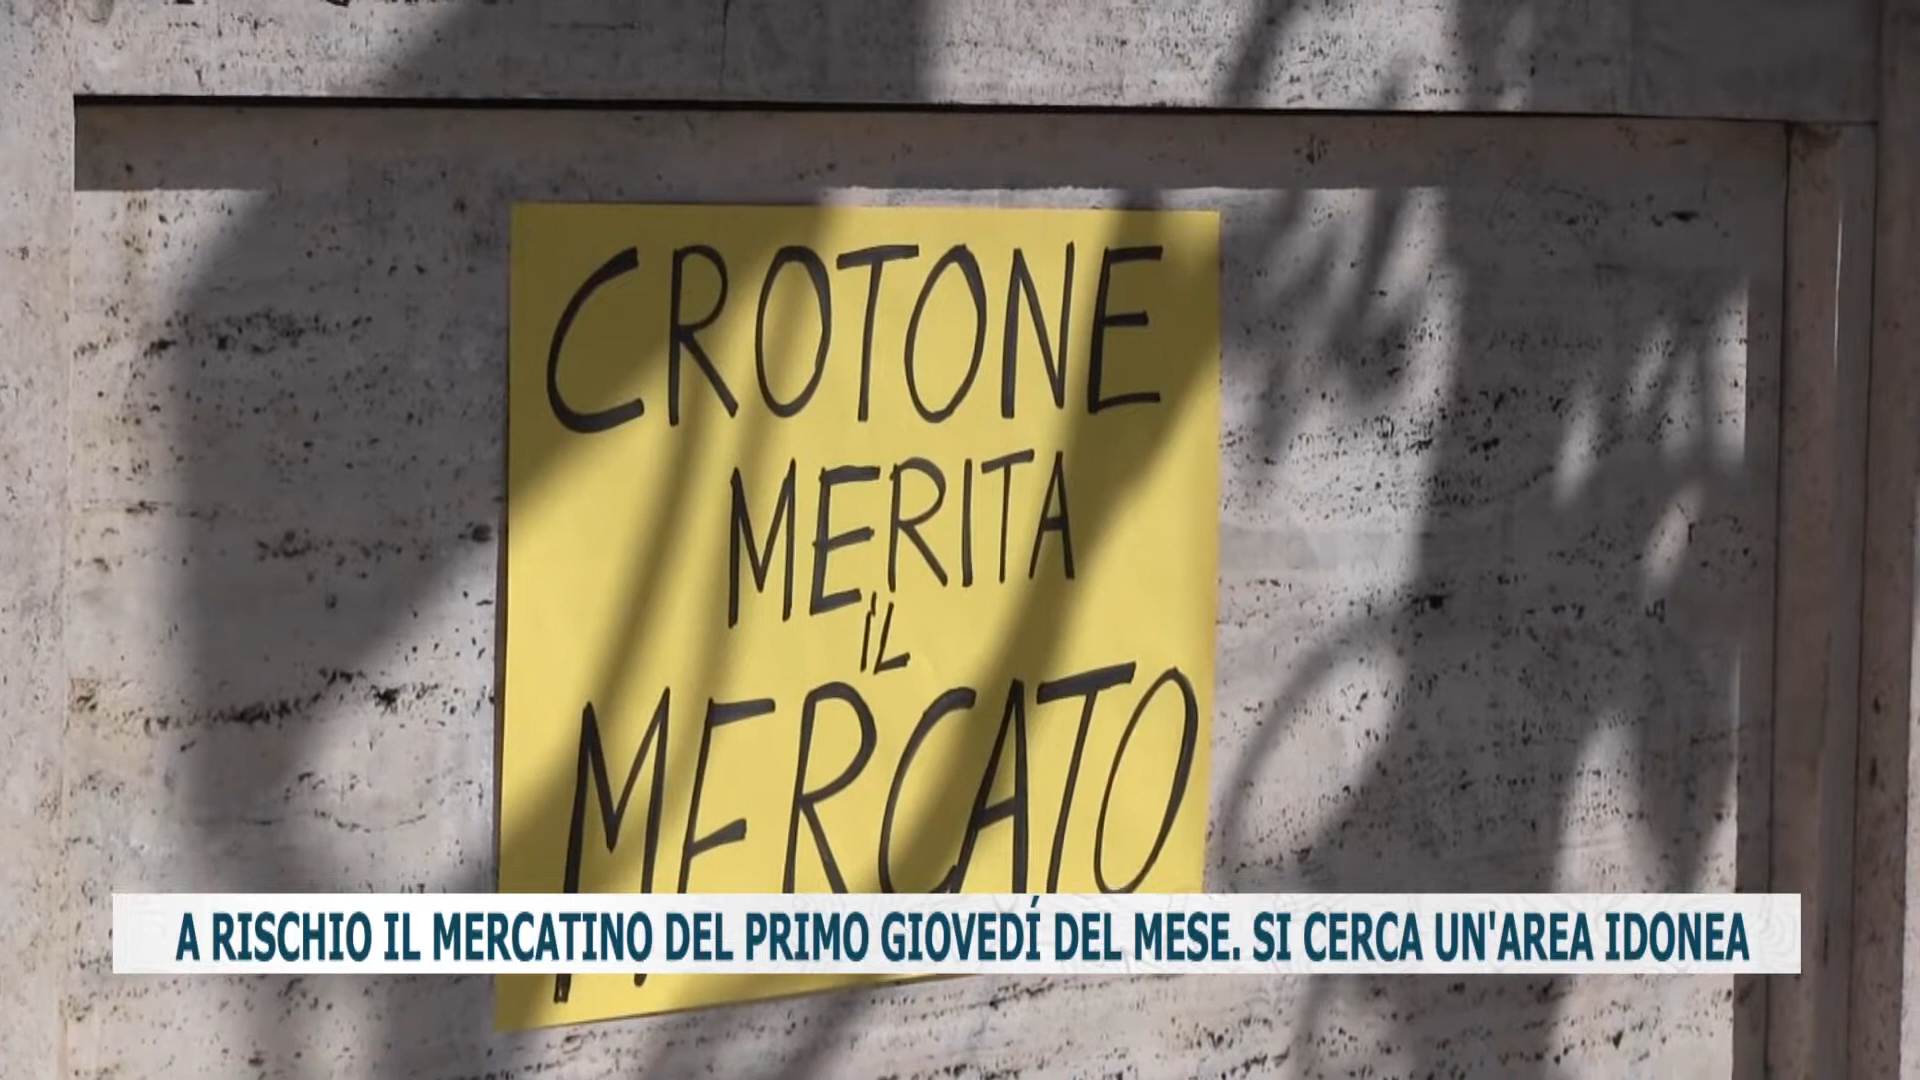 CROTONE
MERITA
IL
MERCATO
A RISCHIO IL MERCATINO DEL PRIMO GIOVEDÍ DEL MESE. SI CERCA UN'AREA IDONEA